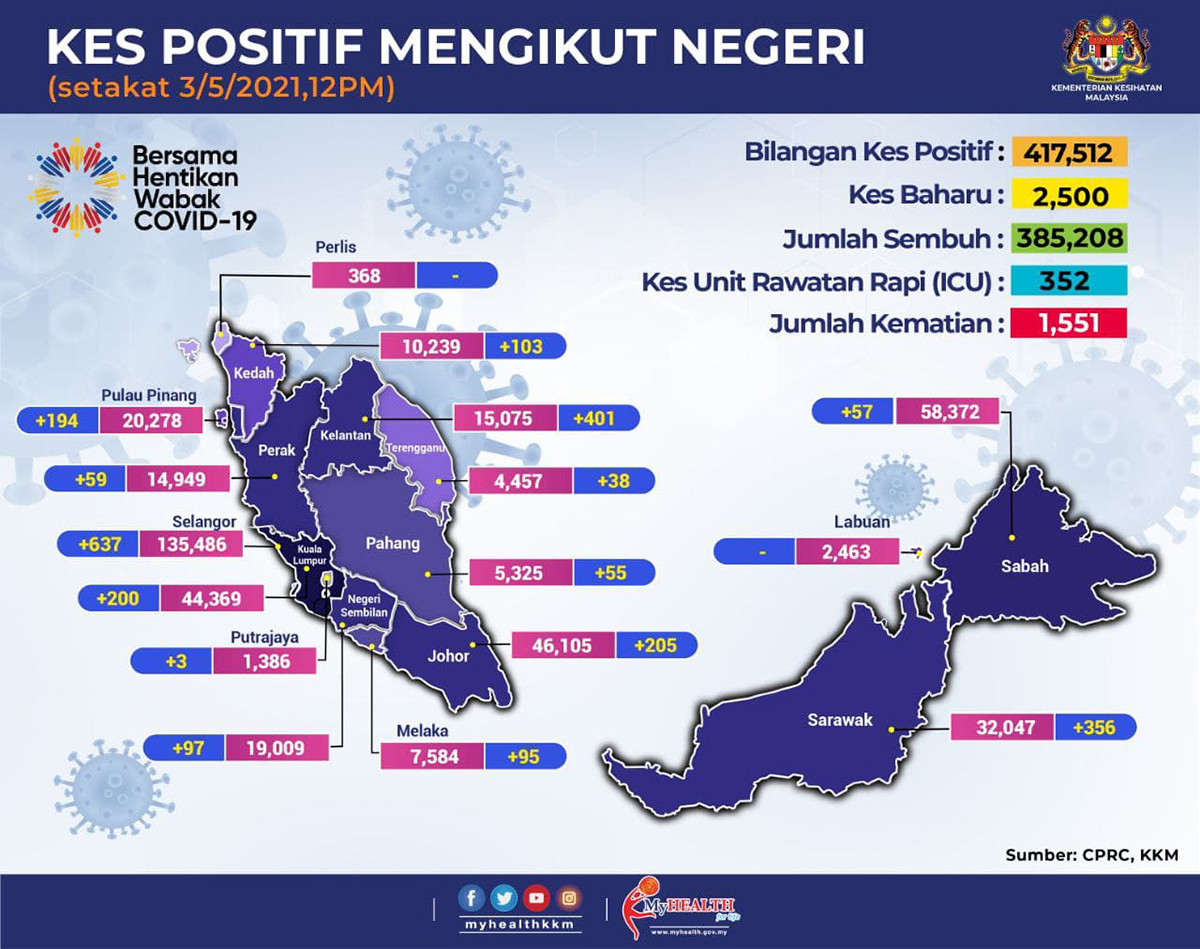 KES POSITIF MENGIKUT NEGERI
(setakat 3/5/2021,12PM)
KEMENTERIAN KESIHATAN
MALAYSIA
Bersama
Hentikan
Wabak
COVID-19
Bilangan Kes Positif : 417,512
Kes Baharu : 2,500
Jumlah Sembuh : 385,208
Kes Unit Rawatan Rapi (ICU) : 352
Jumlah Kematian : 1,551
Perlis
368 -
10,239 +103
Kedah
Pulau Pinang
+194 20,278
15,075 +401
Kelantan
Terengganu
Perak
+59 14,949
4,457 +38
Selangor
+637 135,486
Kuala
Lumpur
Pahang
5,325 +55
+200 44,369
Negeri
Sembilan
Putrajaya
+3 1,386
Johor
46,105 +205
+97 19,009
Melaka
7,584 +95
+57 58,372
Labuan
- 2,463
Sabah
Sarawak
32,047 +356
Sumber: CPRC, KKM
myhealthkkm
MyHEALTH
for life
www.myhealth.gov.my